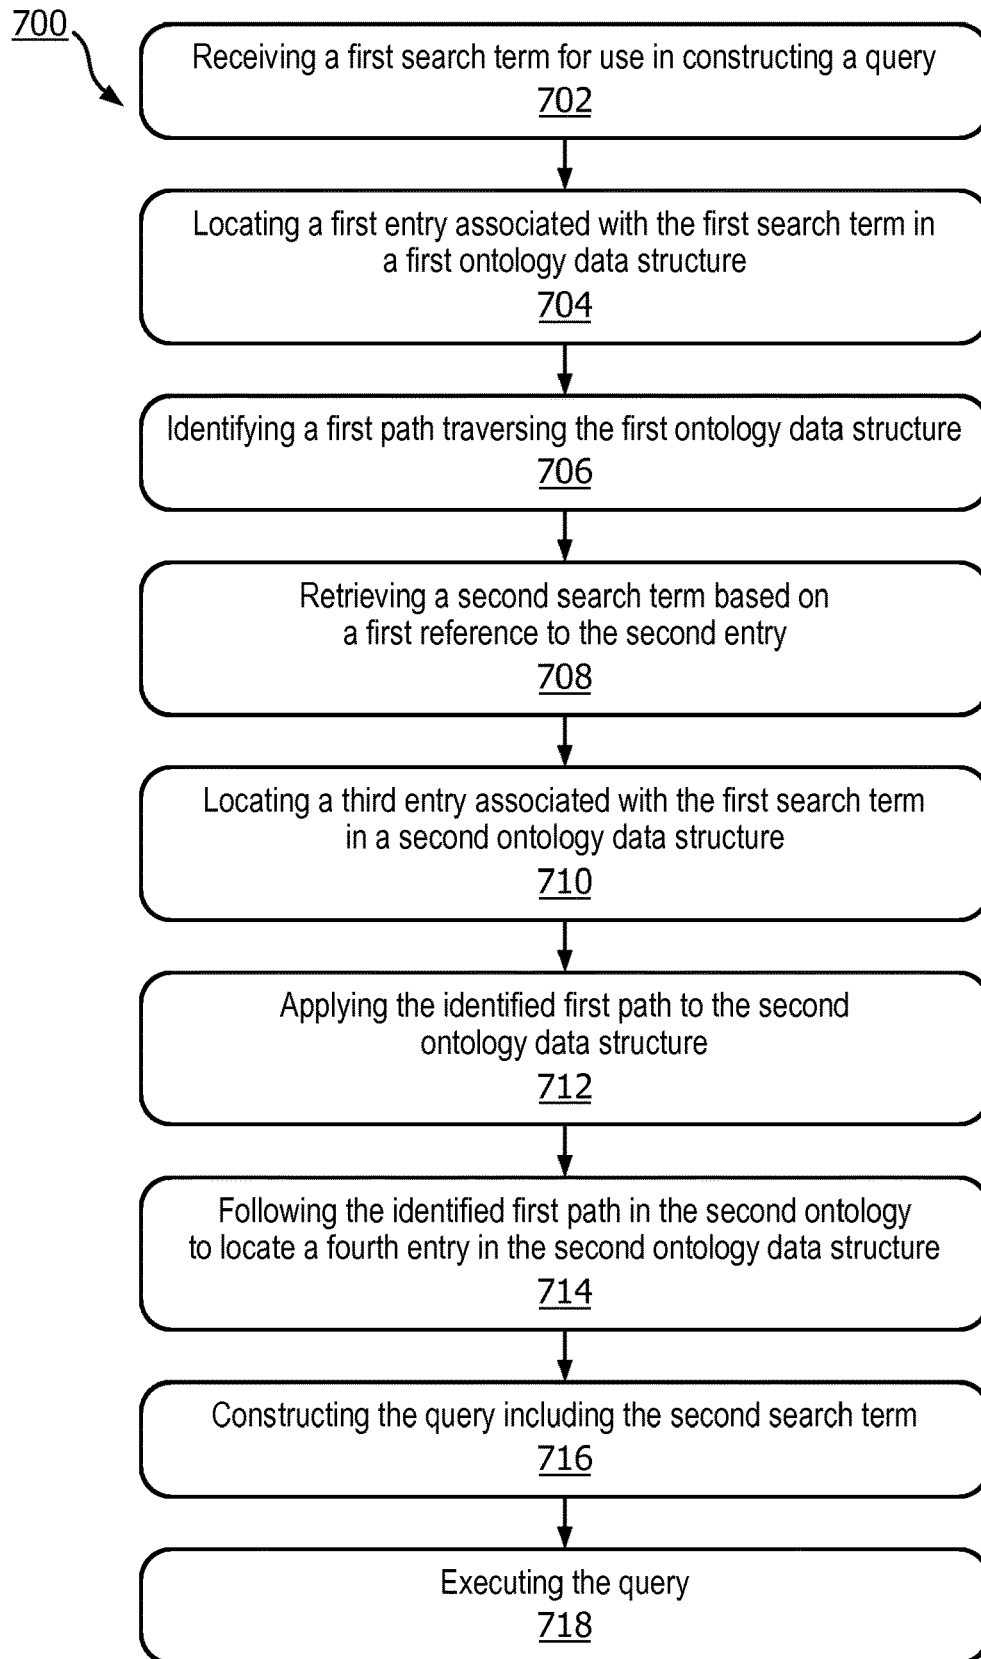 700
Receiving a first search term for use in constructing a query
702
Locating a first entry associated with the first search term in
a first ontology data structure
704
Identifying a first path traversing the first ontology data structure
706
Retrieving a second search term based on
a first reference to the second entry
708
Locating a third entry associated with the first search term
in a second ontology data structure
710
Applying the identified first path to the second
ontology data structure
712
Following the identified first path in the second ontology
to locate a fourth entry in the second ontology data structure
714
Constructing the query including the second search term
716
Executing the query
718